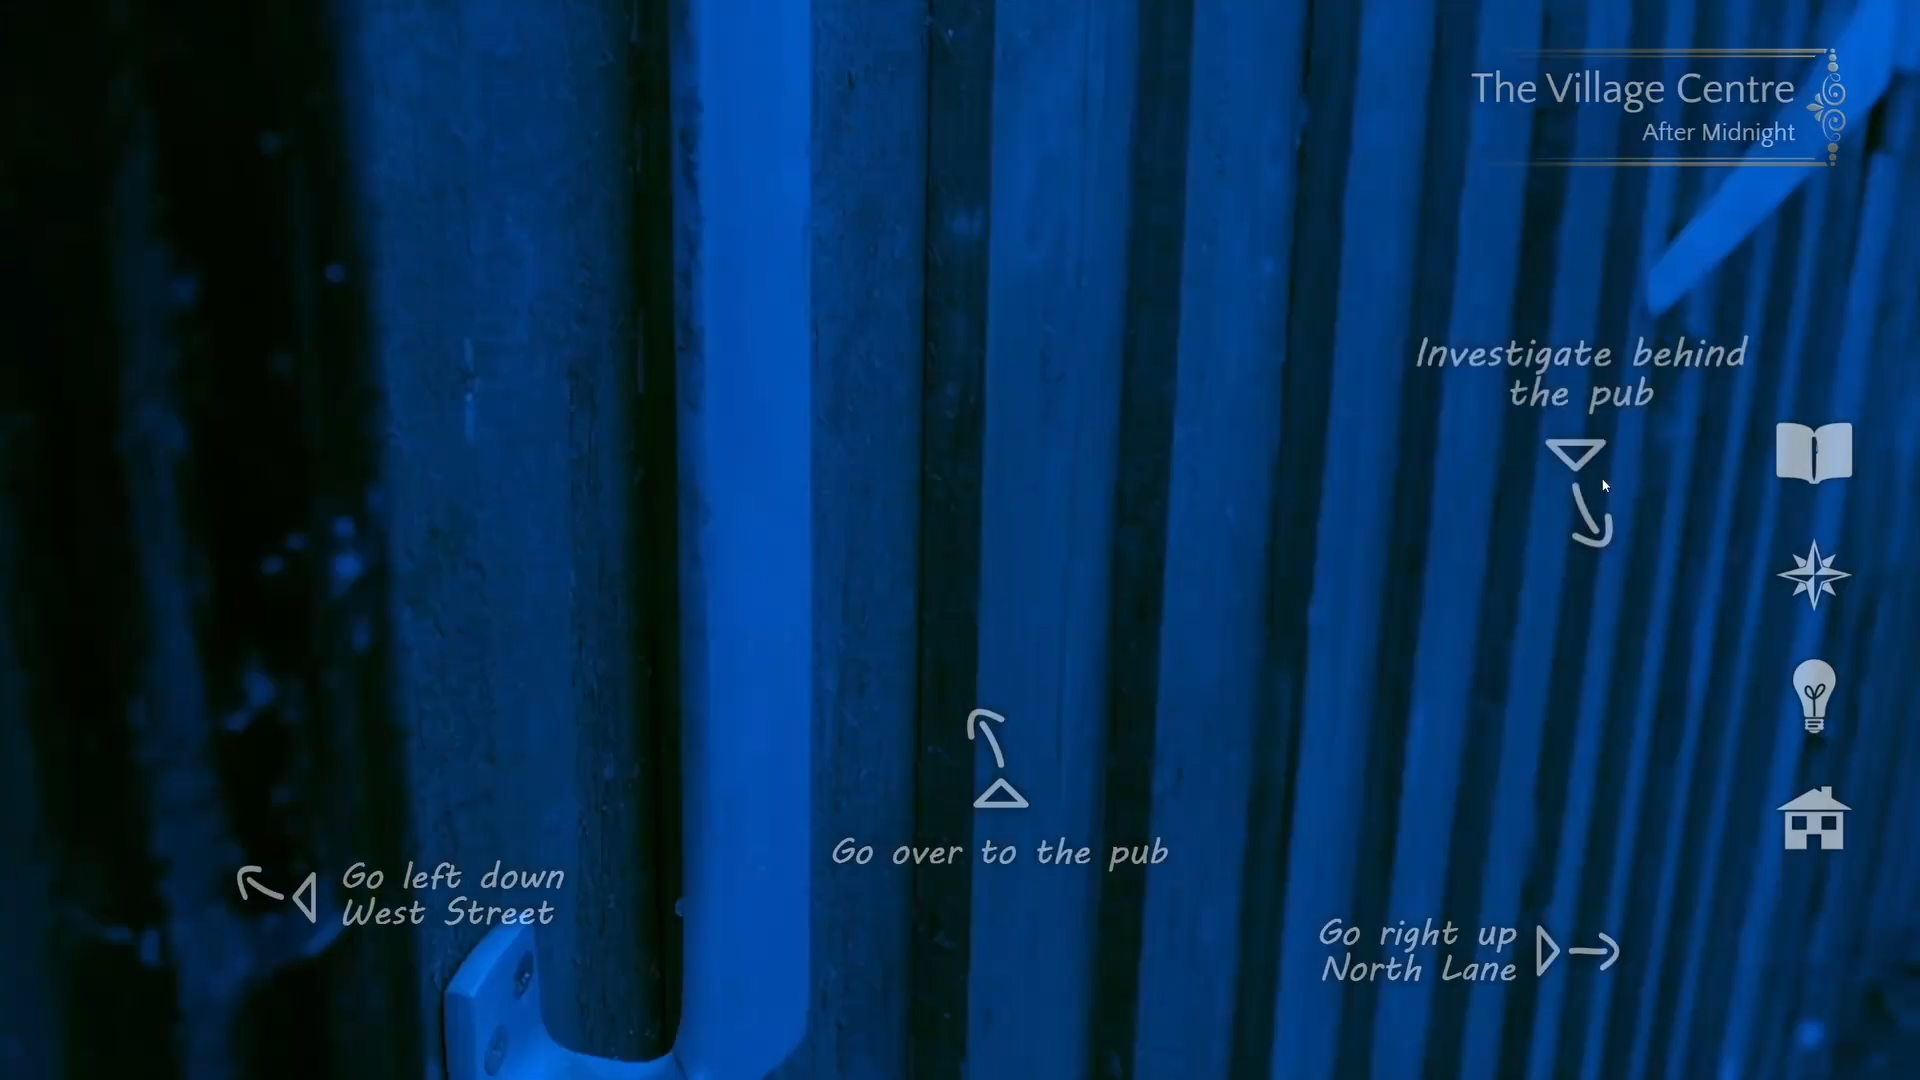 The Village Centre
After Midnight
Investigate behind
the pub
Go over to the pub
Go left down
West Street
Go right up
North Lane